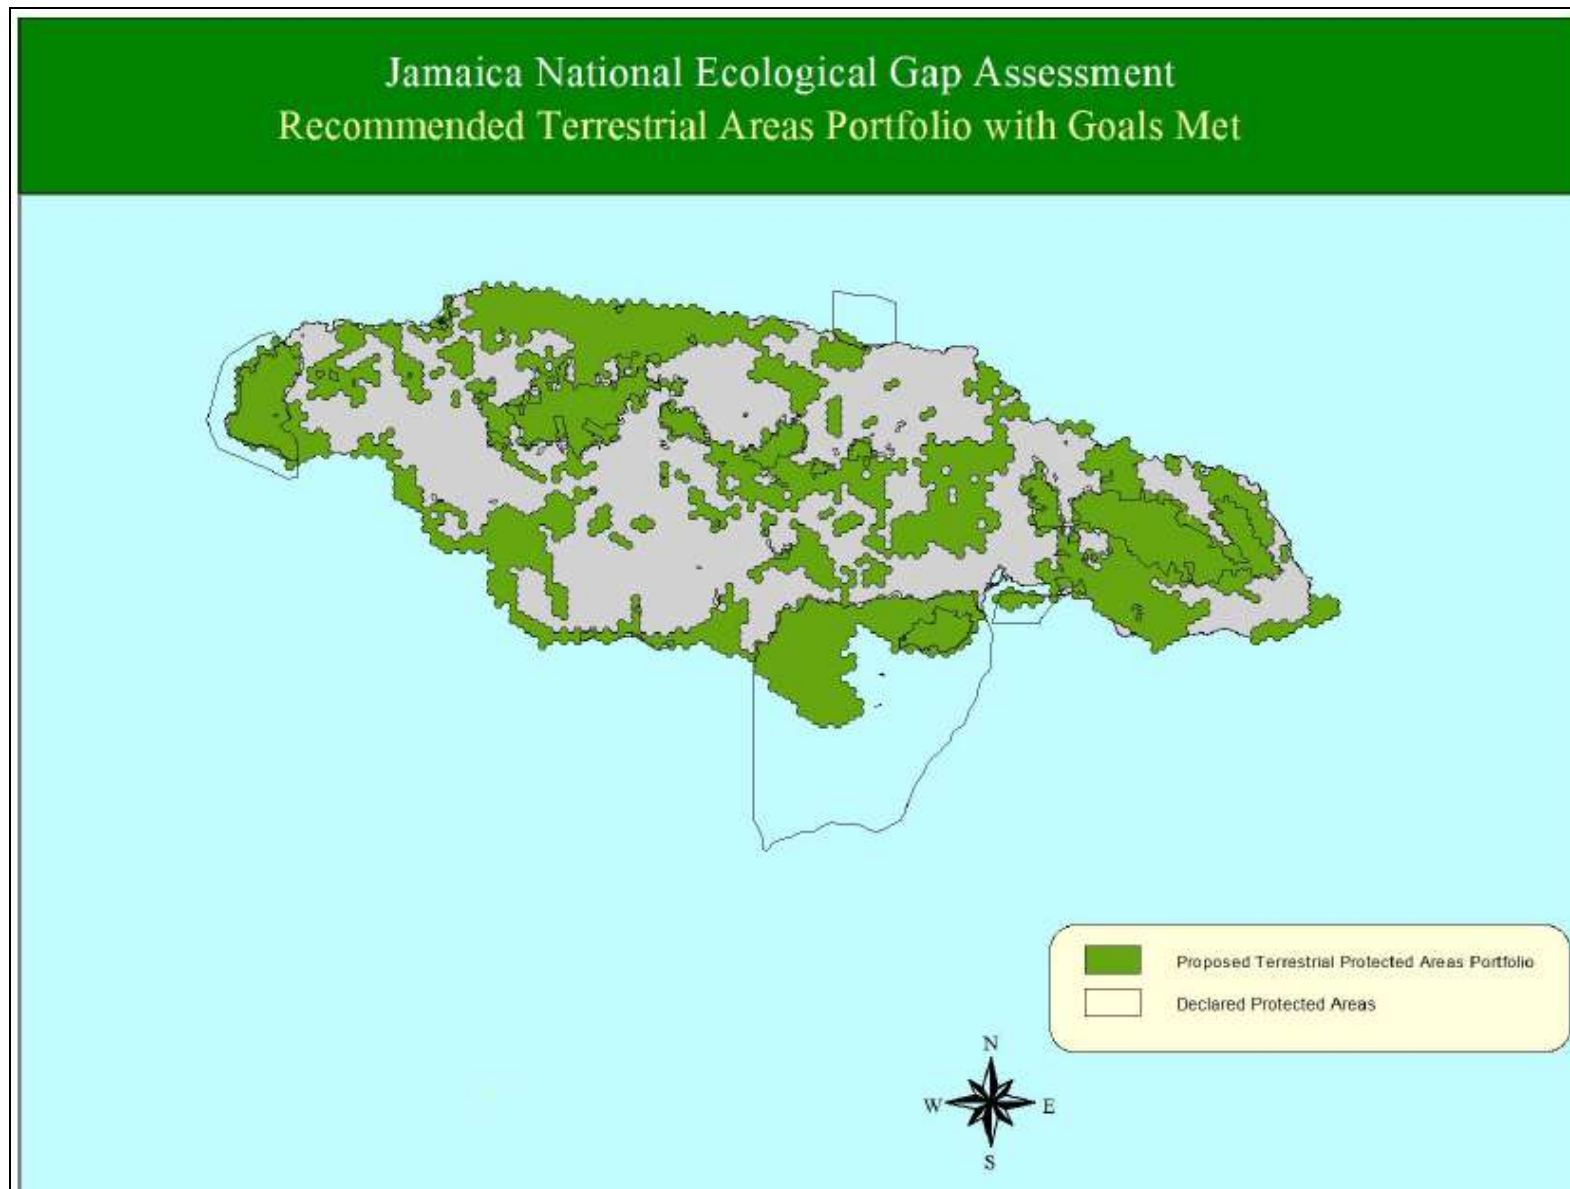 Jamaica National Ecological Gap Assessment
Recommended Terrestrial Areas Portfolio with Goals Met
Proposed Terrestrial Protected Areas Portfolio
Declared Protected Areas
N
W E
S